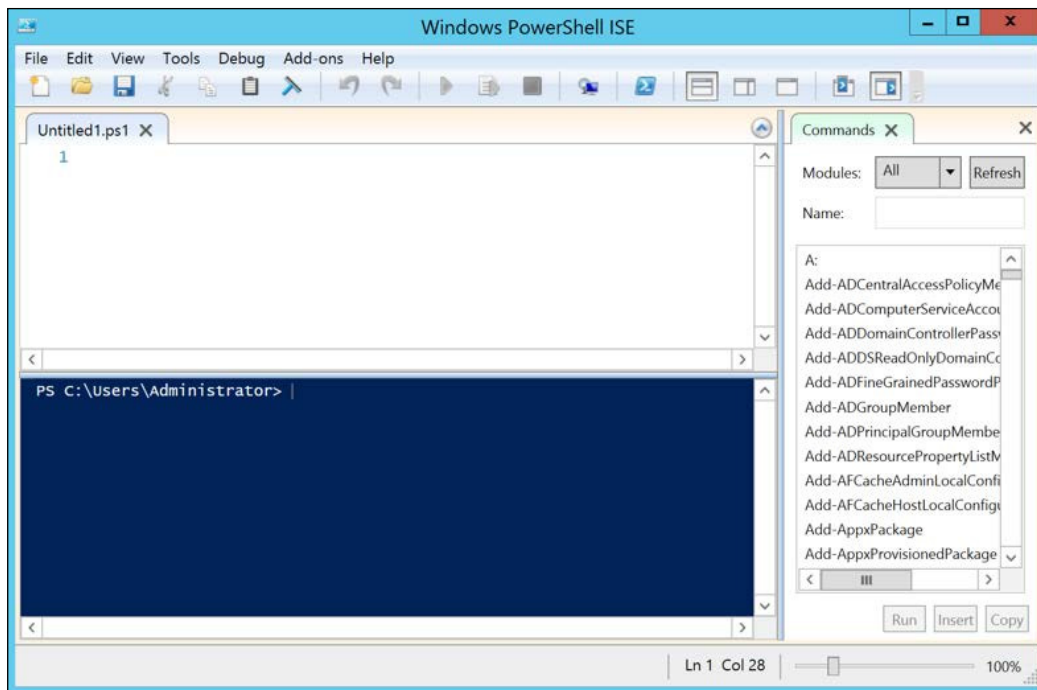 Windows PowerShell ISE
File Edit View Tools Debug Add-ons Help
Untitled1.ps1
1
PS C:\Users\Administrator>
Commands
Modules: All Refresh
Name:
A:
Add-ADCentralAccessPolicyMe
Add-ADComputerServiceAccou
Add-ADDomainControllerPass
Add-ADDSReadOnlyDomainCo
Add-ADFineGrainedPasswordP
Add-ADGroupMember
Add-ADPrincipalGroupMembe
Add-ADResourcePropertyListM
Add-AFCacheAdminLocalConfi
Add-AFCacheHostLocalConfigu
Add-AppxPackage
Add-AppxProvisionedPackage
Run Insert Copy
Ln 1 Col 28 100%